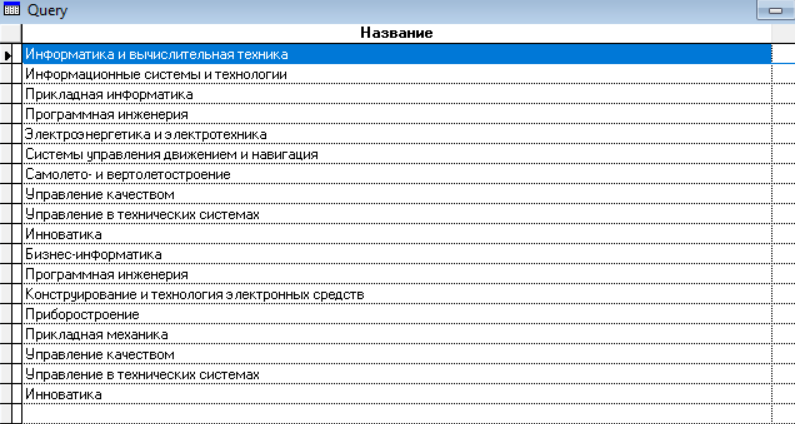 Query
Название
Информатика и вычислительная техника
Информационные системы и технологии
Прикладная информатика
Программная инженерия
Электроэнергетика и электротехника
Системы управления движением и навигация
Самолето- и вертолетостроение
Управление качеством
Управление в технических системах
Инноватика
Бизнес-информатика
Программная инженерия
Конструирование и технология электронных средств
Приборостроение
Прикладная механика
Управление качеством
Управление в технических системах
Инноватика